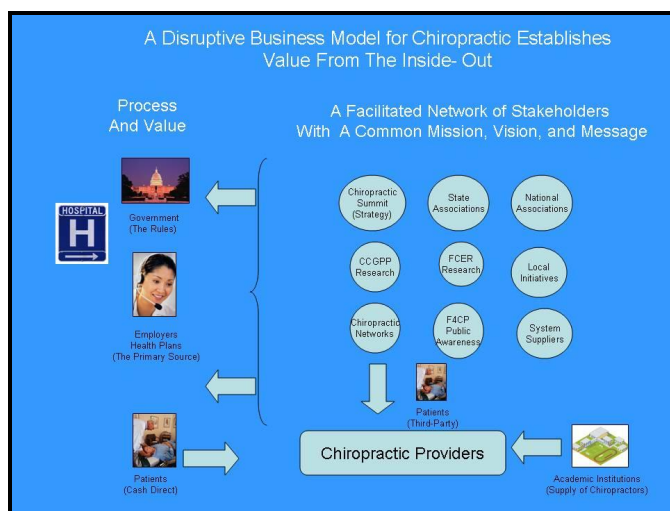 A Disruptive Business Model for Chiropractic Establishes
Value From The Inside- Out
Process
And Value
A Facilitated Network of Stakeholders
With A Common Mission, Vision, and Message
HOSPITAL
H
Government
(The Rules)
Employers
Health Plans
(The Primary Source)
Patients
(Cash Direct)
Chiropractic
Summit
(Strategy)
State
Associations
National
Associations
CCGPP
Research
FCER
Research
Local
Initiatives
Chiropractic
Networks
F4CP
Public
Awareness
System
Suppliers
Patients
(Third-Party)
Chiropractic Providers
Academic Institutions
(Supply of Chiropractors)